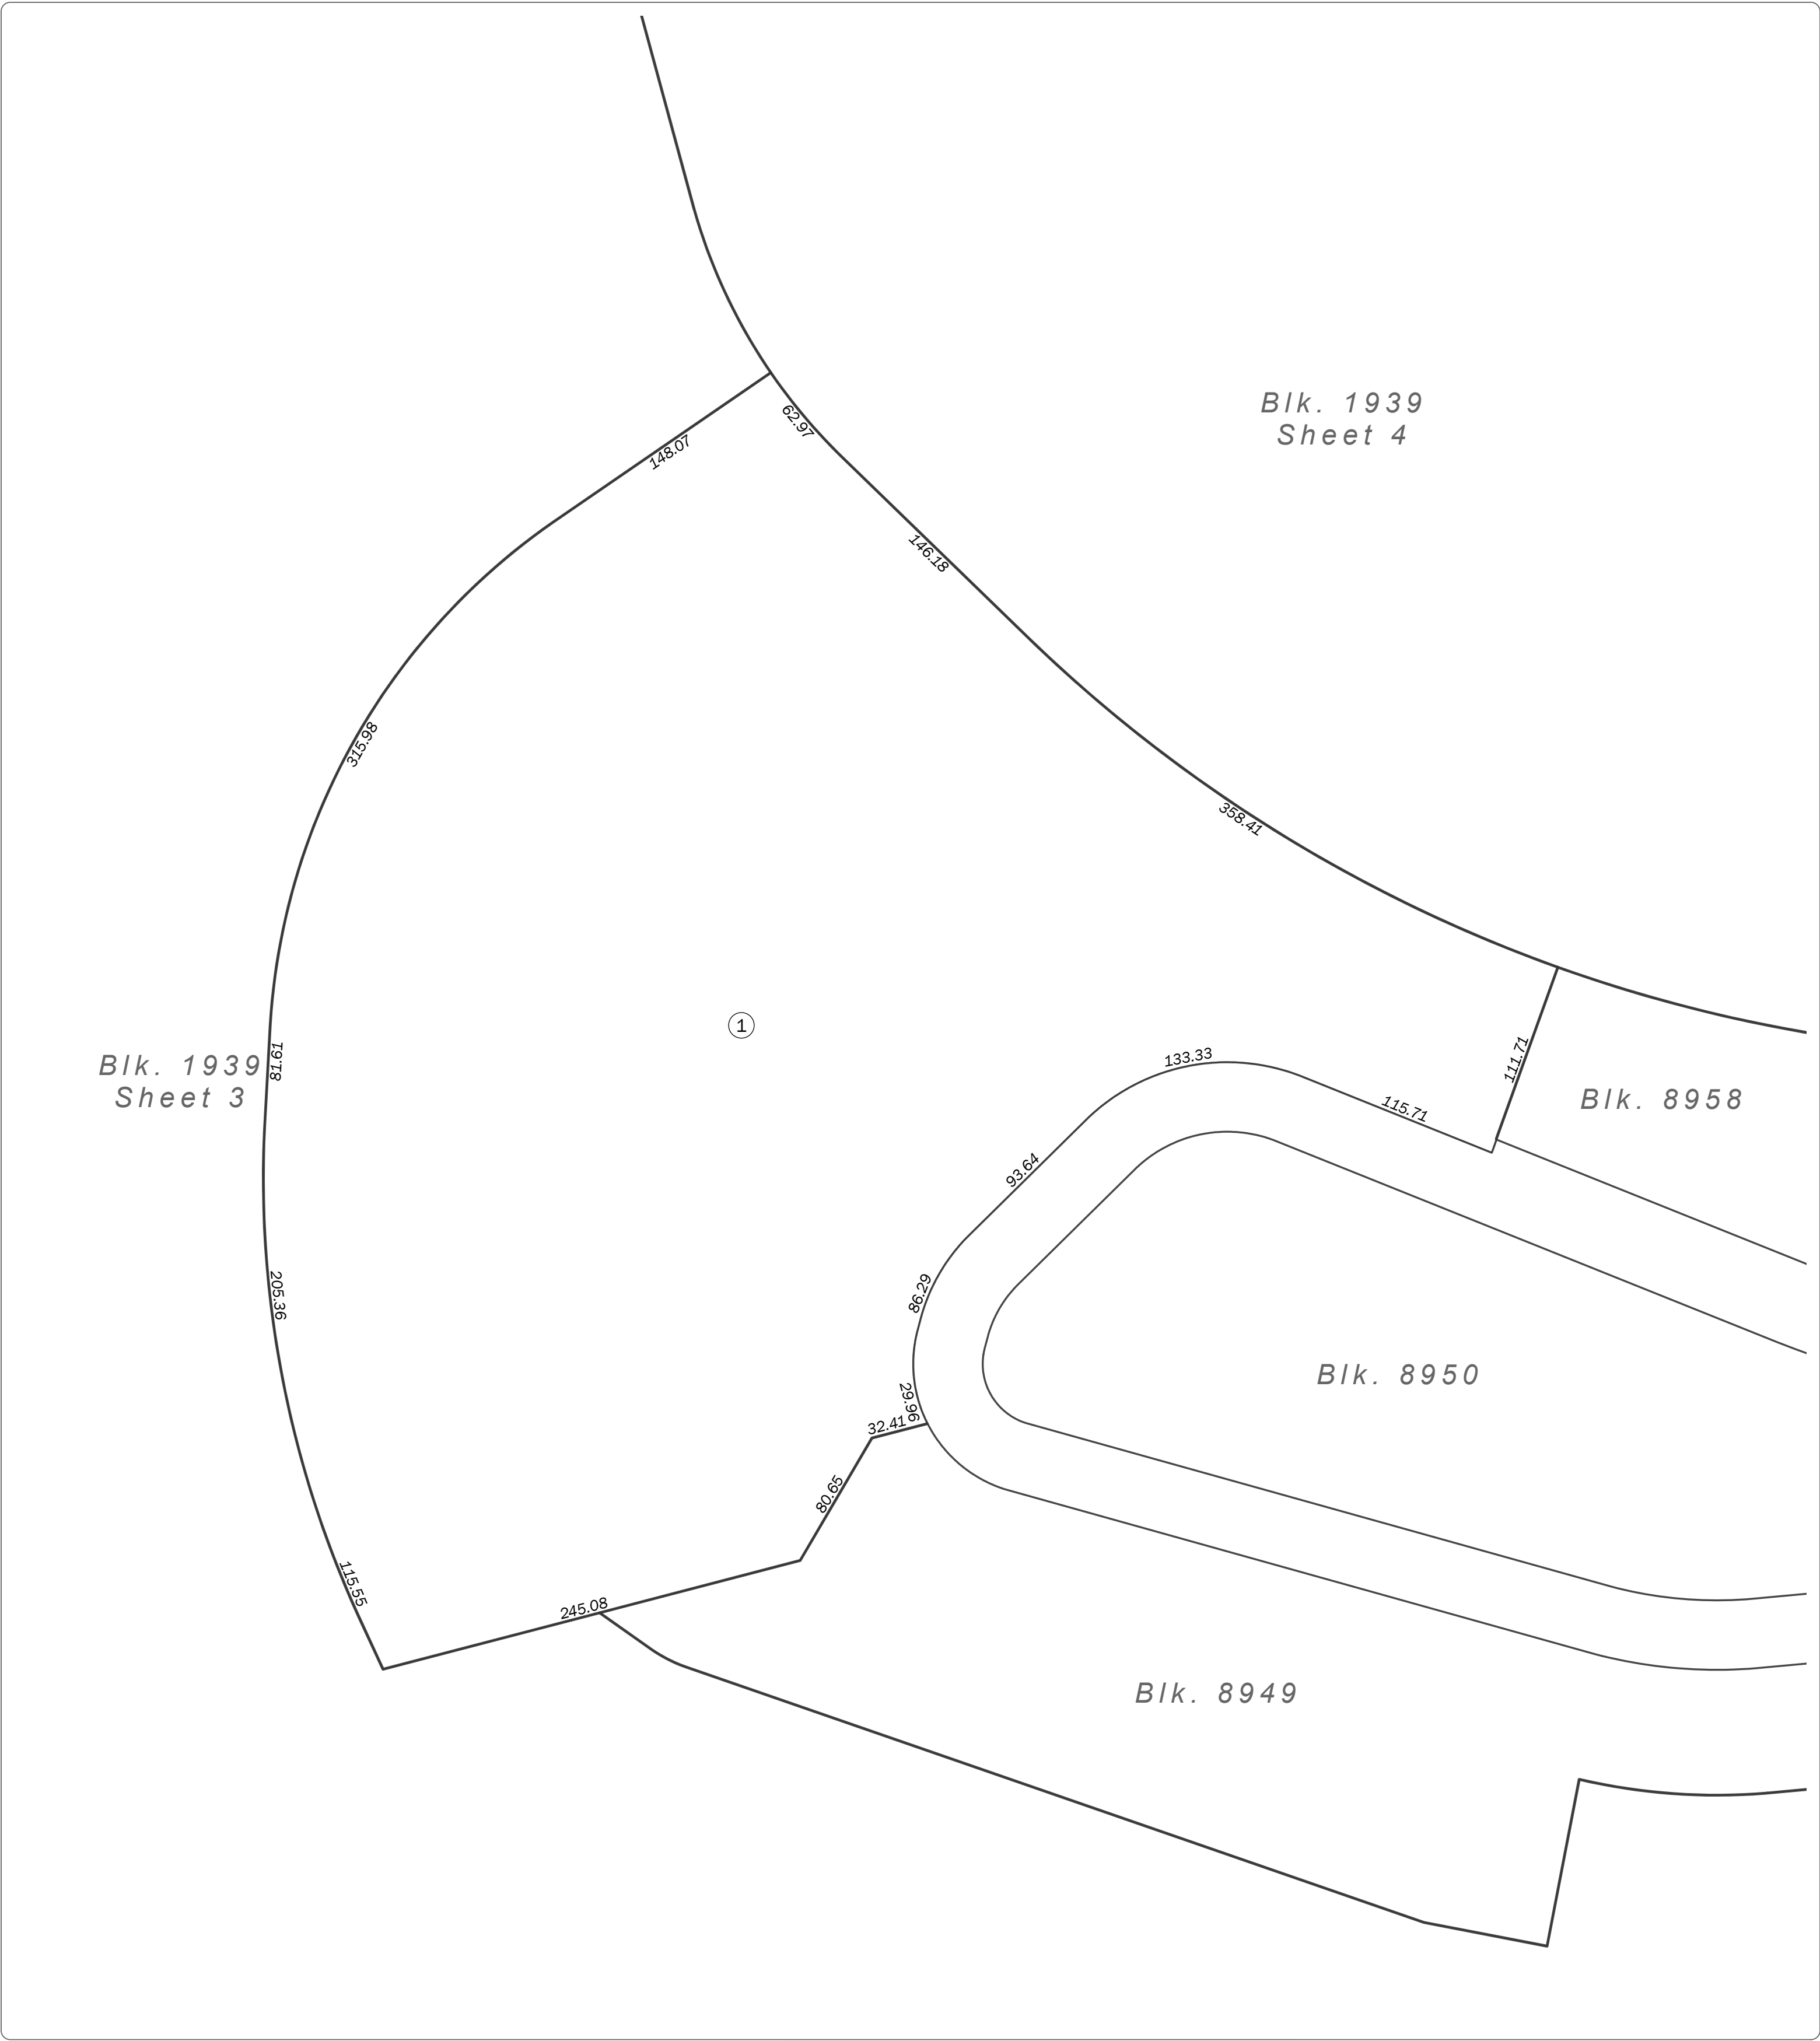 Blk. 1939
Sheet 4
62.97
148.07
146.18
315.98
358.41
1
81.61
Blk. 1939
Sheet 3
133.33
111.71
Blk. 8958
115.71
93.64
205.36
86.29
Blk. 8950
29.96
32.41
80.65
115.55
245.08
Blk. 8949